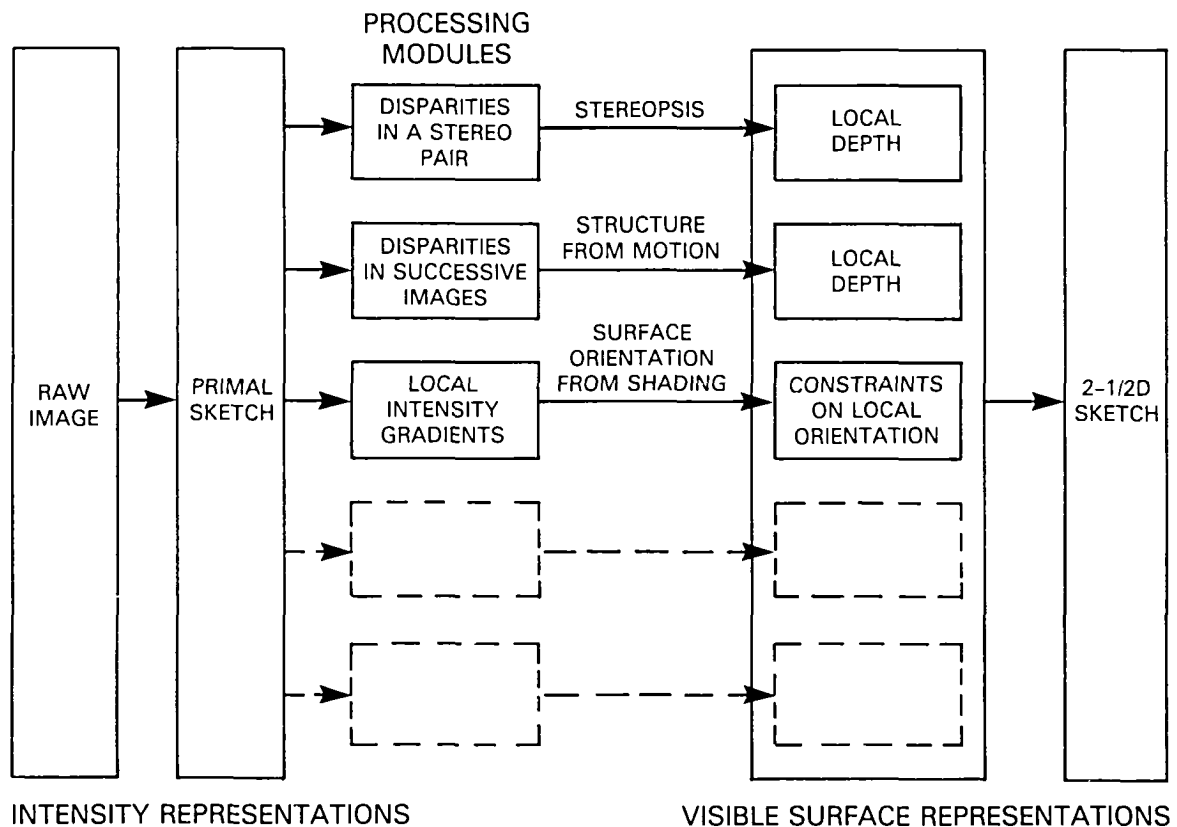 PROCESSING
MODULES
RAW
IMAGE
PRIMAL
SKETCH
DISPARITIES
IN A STEREO
PAIR
STEREOPSIS
LOCAL
DEPTH
DISPARITIES
IN SUCCESSIVE
IMAGES
STRUCTURE
FROM MOTION
LOCAL
DEPTH
LOCAL
INTENSITY
GRADIENTS
SURFACE
ORIENTATION
FROM SHADING
CONSTRAINTS
ON LOCAL
ORIENTATION
2-1/2D
SKETCH
INTENSITY REPRESENTATIONS
VISIBLE SURFACE REPRESENTATIONS